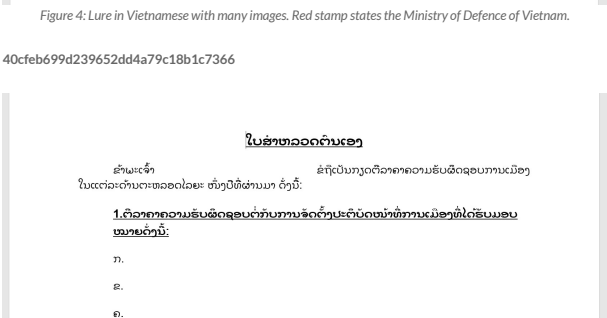 Figure 4: Lure in Vietnamese with many images. Red stamp states the Ministry of Defence of Vietnam.
40cfeb699d239652dd4a79c18b1c7366
ໃບສຳຫລວດຕົນເອງ
ຂ້າພະເຈົ້າ ຂໍຖືເປັນກຽດຕີລາຄາຄວາມຮັບຜິດຊອບການເມືອງ
ໃນແຕ່ລະດ້ານຕະຫລອດໄລຍະ ໜຶ່ງປີທີ່ຜ່ານມາ ດັ່ງນີ້:
1.ຕີລາຄາຄວາມຮັບຜິດຊອບຕໍ່ກັບການຈັດຕັ້ງປະຕິບັດໜ້າທີ່ການເມືອງທີ່ໄດ້ຮັບມອບ
ໝາຍດັ່ງນີ້:
ກ.
ຂ.
ຄ.